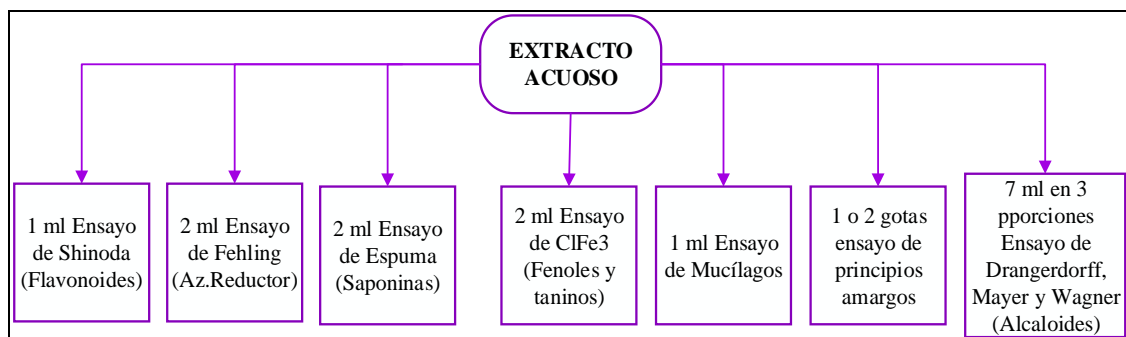 EXTRACTO
ACUOSO
1 ml Ensayo
de Shinoda
(Flavonoides)
2 ml Ensayo
de Fehling
(Az.Reductor)
2 ml Ensayo
de Espuma
(Saponinas)
2 ml Ensayo
de ClFe3
(Fenoles y
taninos)
1 ml Ensayo
de Mucílagos
1 o 2 gotas
ensayo de
principios
amargos
7 ml en 3
pporciones
Ensayo de
Drangerdorff,
Mayer y Wagner
(Alcaloides)